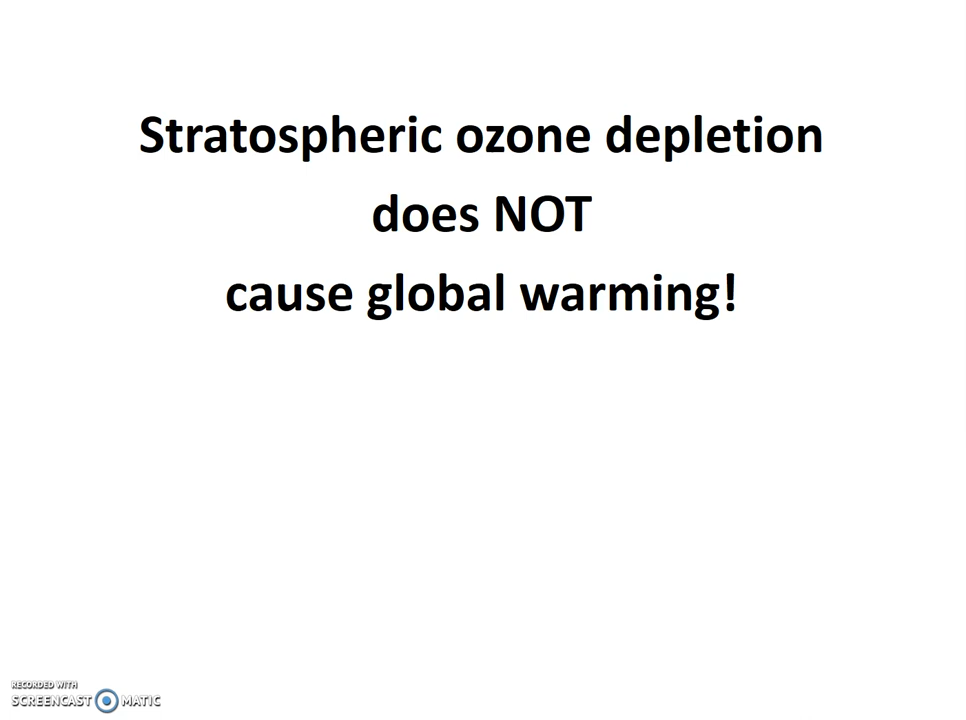 Stratospheric ozone depletion
does NOT
cause global warming!
RECORDED WITH
SCREENCAST MATIC